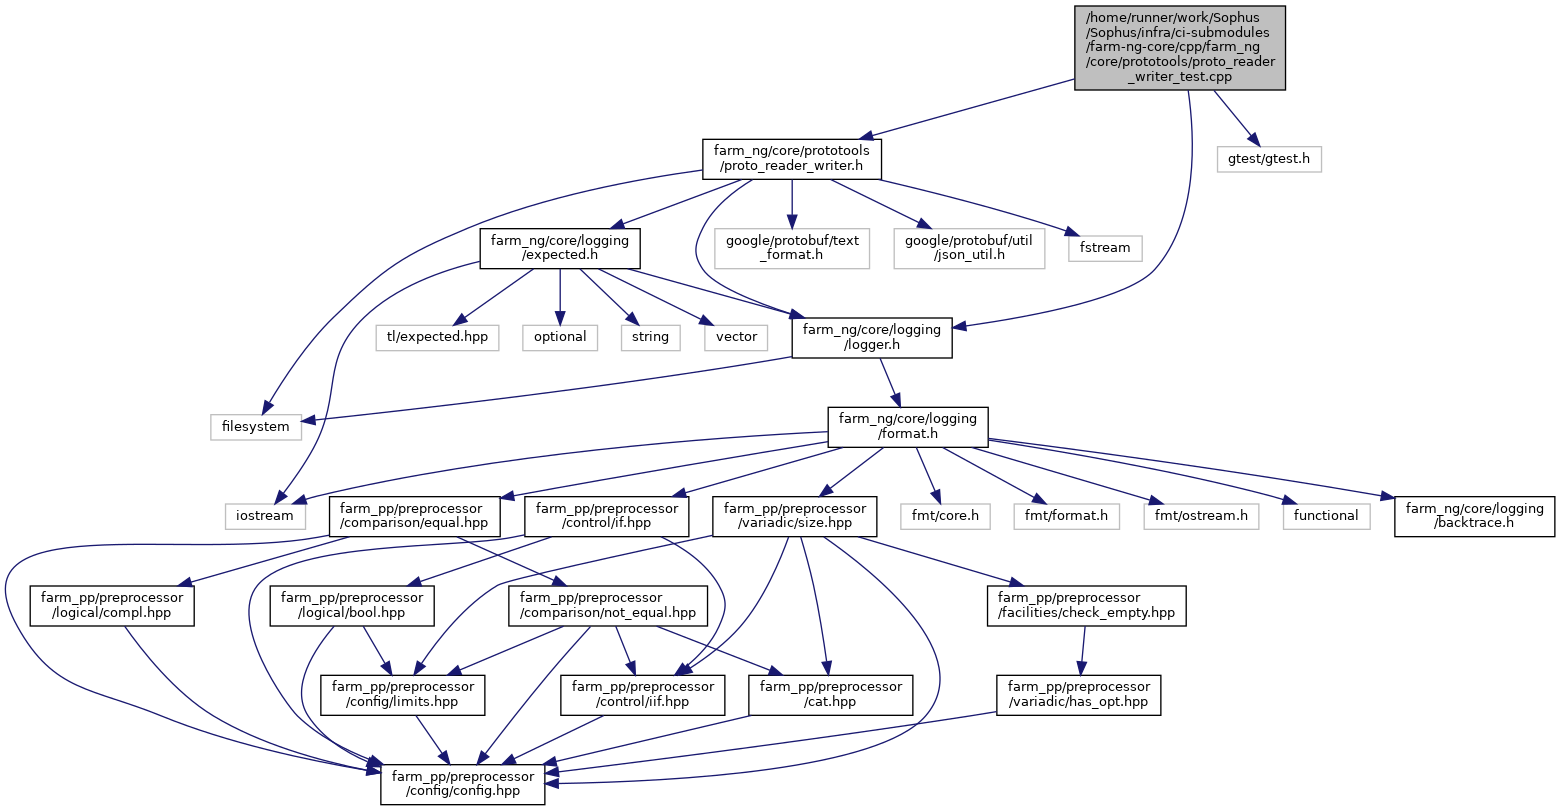 /home/runner/work/Sophus
/Sophus/infra/ci-submodules
/farm-ng-core/cpp/farm_ng
/core/prototools/proto_reader
_writer_test.cpp
farm_ng/core/prototools
/proto_reader_writer.h
gtest/gtest.h
farm_ng/core/logging
/expected.h
google/protobuf/text
_format.h
google/protobuf/util
/json_util.h
fstream
tl/expected.hpp
optional
string
vector
farm_ng/core/logging
/logger.h
filesystem
farm_ng/core/logging
/format.h
iostream
farm_pp/preprocessor
/comparison/equal.hpp
farm_pp/preprocessor
/control/if.hpp
farm_pp/preprocessor
/variadic/size.hpp
fmt/core.h
fmt/format.h
fmt/ostream.h
functional
farm_ng/core/logging
/backtrace.h
farm_pp/preprocessor
/logical/compl.hpp
farm_pp/preprocessor
/logical/bool.hpp
farm_pp/preprocessor
/comparison/not_equal.hpp
farm_pp/preprocessor
/facilities/check_empty.hpp
farm_pp/preprocessor
/config/limits.hpp
farm_pp/preprocessor
/control/iif.hpp
farm_pp/preprocessor
/cat.hpp
farm_pp/preprocessor
/variadic/has_opt.hpp
farm_pp/preprocessor
/config/config.hpp